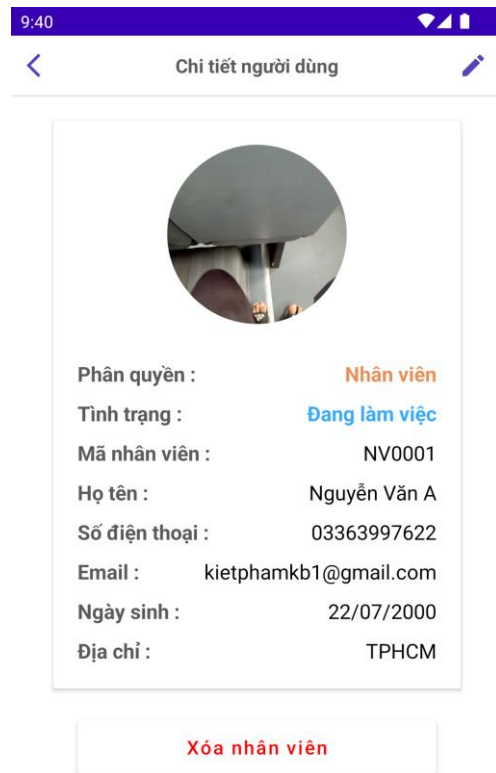 9:40
Chi tiết người dùng
Phân quyền : Nhân viên
Tình trạng : Đang làm việc
Mã nhân viên : NV0001
Họ tên : Nguyễn Văn A
Số điện thoại : 03363997622
Email : kietphamkb1@gmail.com
Ngày sinh : 22/07/2000
Địa chỉ : TPHCM
Xóa nhân viên